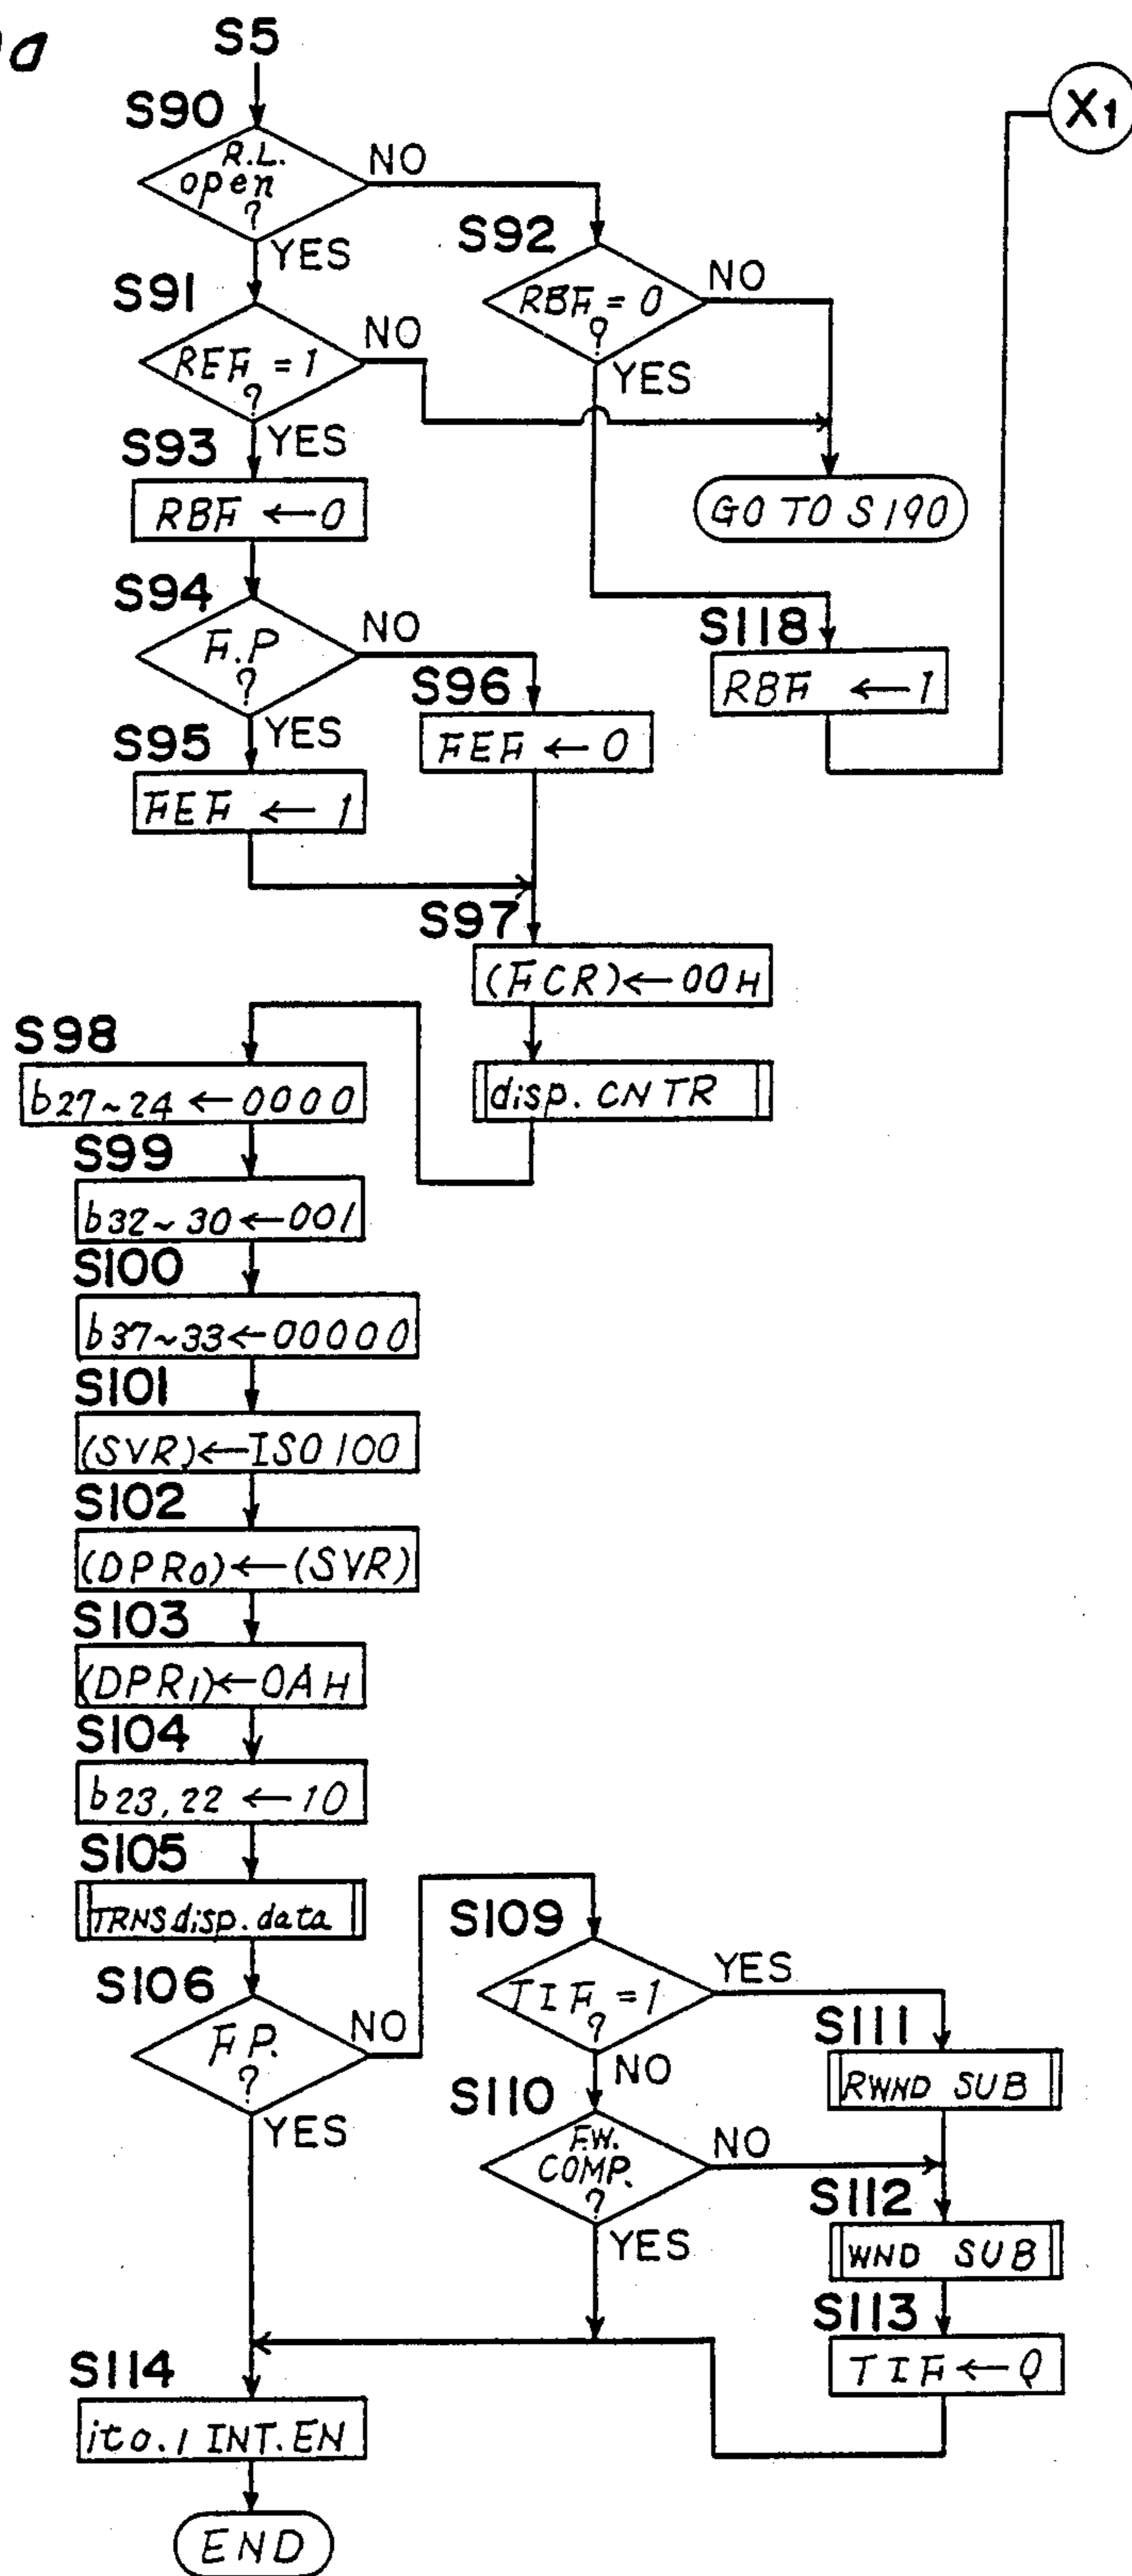 S5
X1
S90
R.L.
open
?
NO
YES
S92
RBF = 0
?
NO
YES
S91
REF = 1
?
NO
YES
GO TO S190
S93
RBF ← 0
S94
F.P
?
NO
YES
S118
RBF ← 1
S96
FEF ← 0
S95
FEF ← 1
S97
(FCR) ← 00H
disp. CNTR
S98
b27~24 ← 0000
S99
b32~30 ← 001
S100
b37~33 ← 00000
S101
(SVR) ← ISO 100
S102
(DPR0) ← (SVR)
S103
(DPR1) ← 0AH
S104
b23, 22 ← 10
S105
TRNS disp. data
S106
F.P.
?
NO
YES
S109
TIF = 1
?
YES
NO
S111
RWND SUB
S110
F.W.
COMP.
?
NO
YES
S112
WND SUB
S113
TIF ← 0
S114
it0.1 INT. EN
END